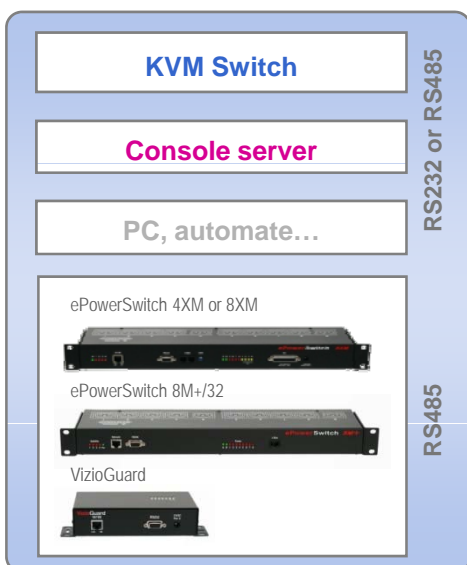 KVM Switch
Console server
PC, automate…
RS232 or RS485
ePowerSwitch 4XM or 8XM
ePowerSwitch 8M+/32
VizioGuard
RS485